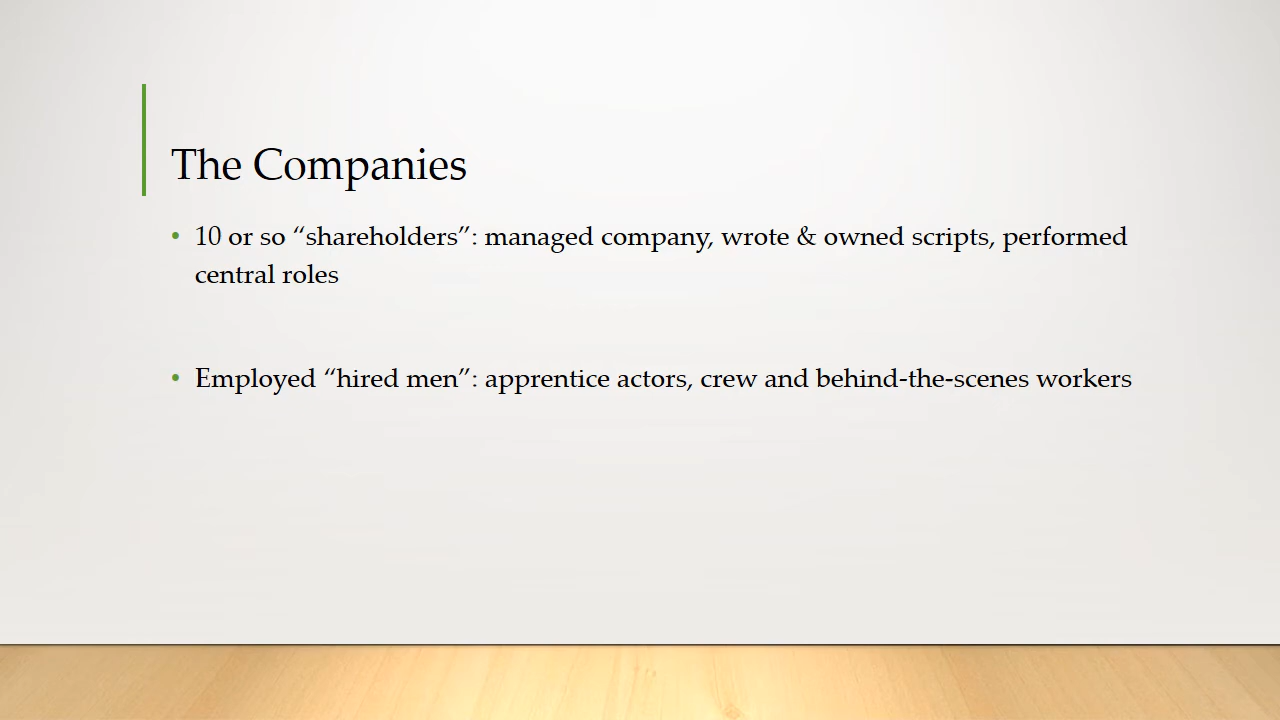 The Companies
• 10 or so “shareholders”: managed company, wrote & owned scripts, performed
central roles
• Employed “hired men”: apprentice actors, crew and behind-the-scenes workers